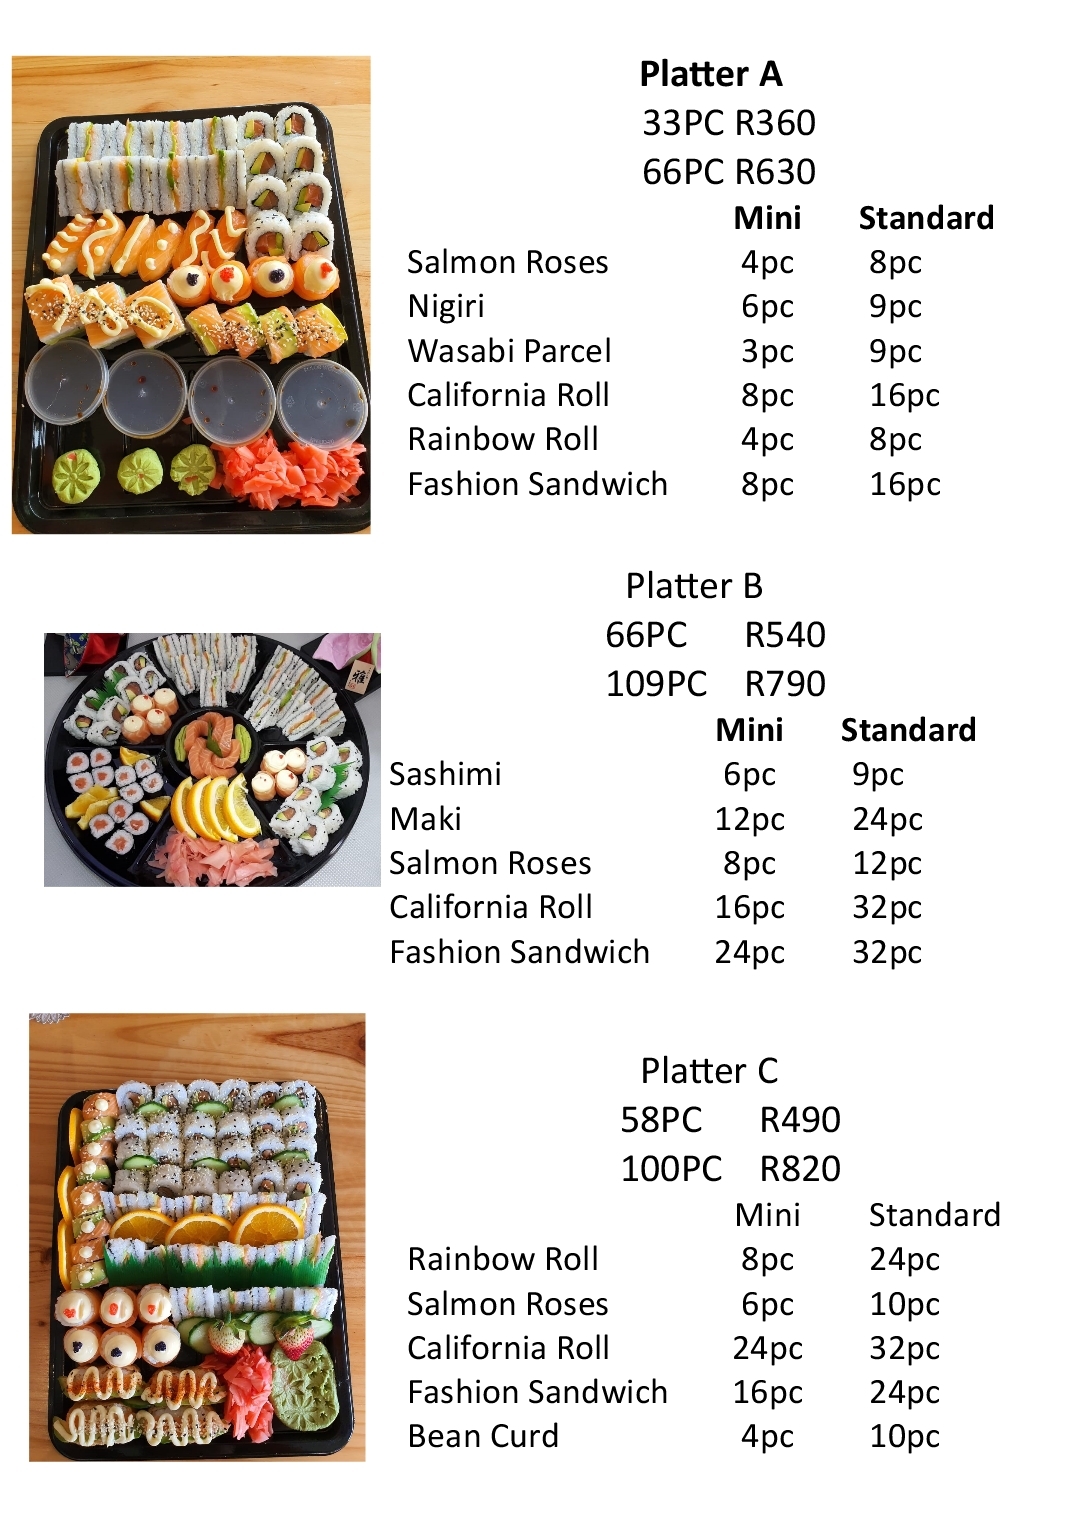 Platter A
33PC R360
66PC R630
Mini Standard
Salmon Roses 4pc 8pc
Nigiri 6pc 9pc
Wasabi Parcel 3pc 9pc
California Roll 8pc 16pc
Rainbow Roll 4pc 8pc
Fashion Sandwich 8pc 16pc
Platter B
66PC R540
109PC R790
Mini Standard
Sashimi 6pc 9pc
Maki 12pc 24pc
Salmon Roses 8pc 12pc
California Roll 16pc 32pc
Fashion Sandwich 24pc 32pc
Platter C
58PC R490
100PC R820
Mini Standard
Rainbow Roll 8pc 24pc
Salmon Roses 6pc 10pc
California Roll 24pc 32pc
Fashion Sandwich 16pc 24pc
Bean Curd 4pc 10pc